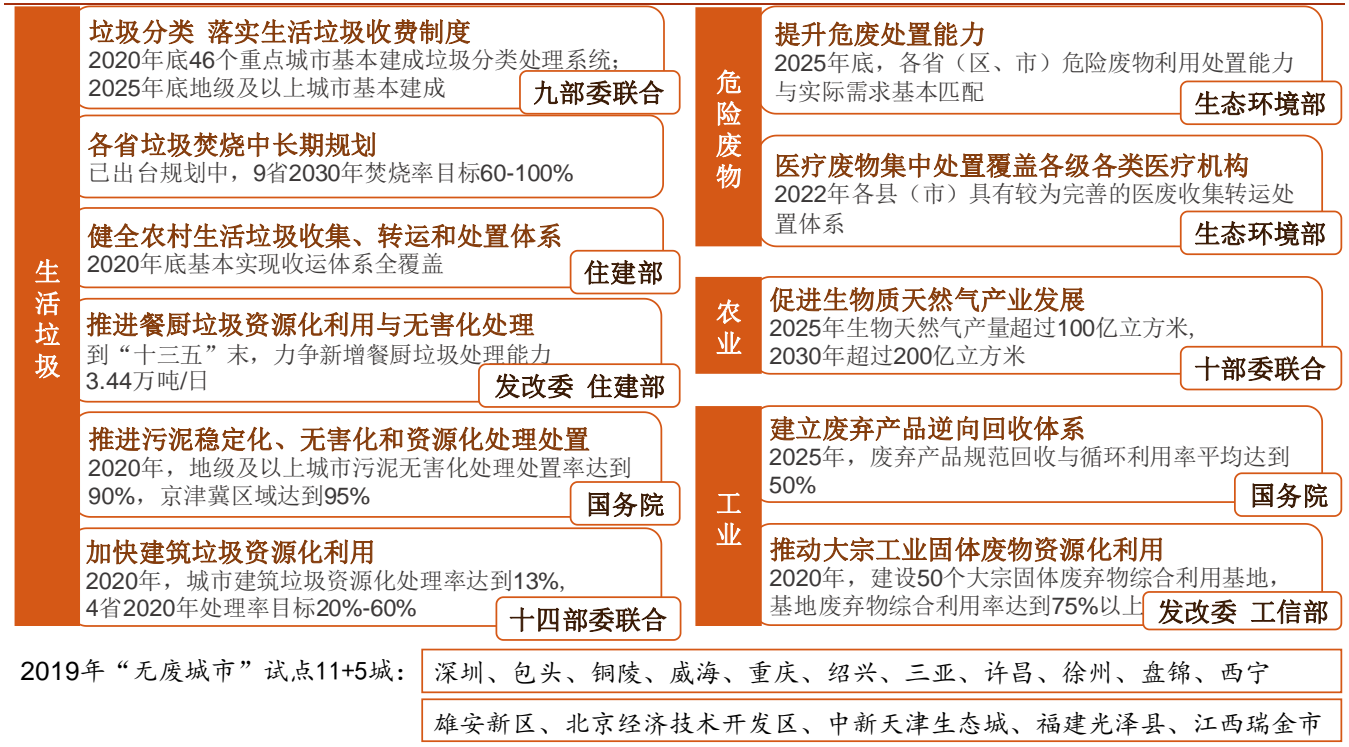 生活垃圾
垃圾分类 落实生活垃圾收费制度
2020年底46个重点城市基本建成垃圾分类处理系统;
2025年底地级及以上城市基本建成
九部委联合
各省垃圾焚烧中长期规划
已出台规划中，9省2030年焚烧率目标60-100%
健全农村生活垃圾收集、转运和处置体系
2020年底基本实现收运体系全覆盖
住建部
推进餐厨垃圾资源化利用与无害化处理
到“十三五”末，力争新增餐厨垃圾处理能力
3.44万吨/日
发改委 住建部
推进污泥稳定化、无害化和资源化处理处置
2020年，地级及以上城市污泥无害化处理处置率达到
90%，京津冀区域达到95%
国务院
加快建筑垃圾资源化利用
2020年，城市建筑垃圾资源化处理率达到13%,
4省2020年处理率目标20%-60%
十四部委联合
危险废物
提升危废处置能力
2025年底，各省（区、市）危险废物利用处置能力
与实际需求基本匹配
生态环境部
医疗废物集中处置覆盖各级各类医疗机构
2022年各县（市）具有较为完善的医废收集转运处
置体系
生态环境部
农业
促进生物质天然气产业发展
2025年生物天然气产量超过100亿立方米,
2030年超过200亿立方米
十部委联合
工业
建立废弃产品逆向回收体系
2025年，废弃产品规范回收与循环利用率平均达到
50%
国务院
推动大宗工业固体废物资源化利用
2020年，建设50个大宗固体废弃物综合利用基地，
基地废弃物综合利用率达到75%以上
发改委 工信部
2019年“无废城市”试点11+5城：
深圳、包头、铜陵、威海、重庆、绍兴、三亚、许昌、徐州、盘锦、西宁
雄安新区、北京经济技术开发区、中新天津生态城、福建光泽县、江西瑞金市